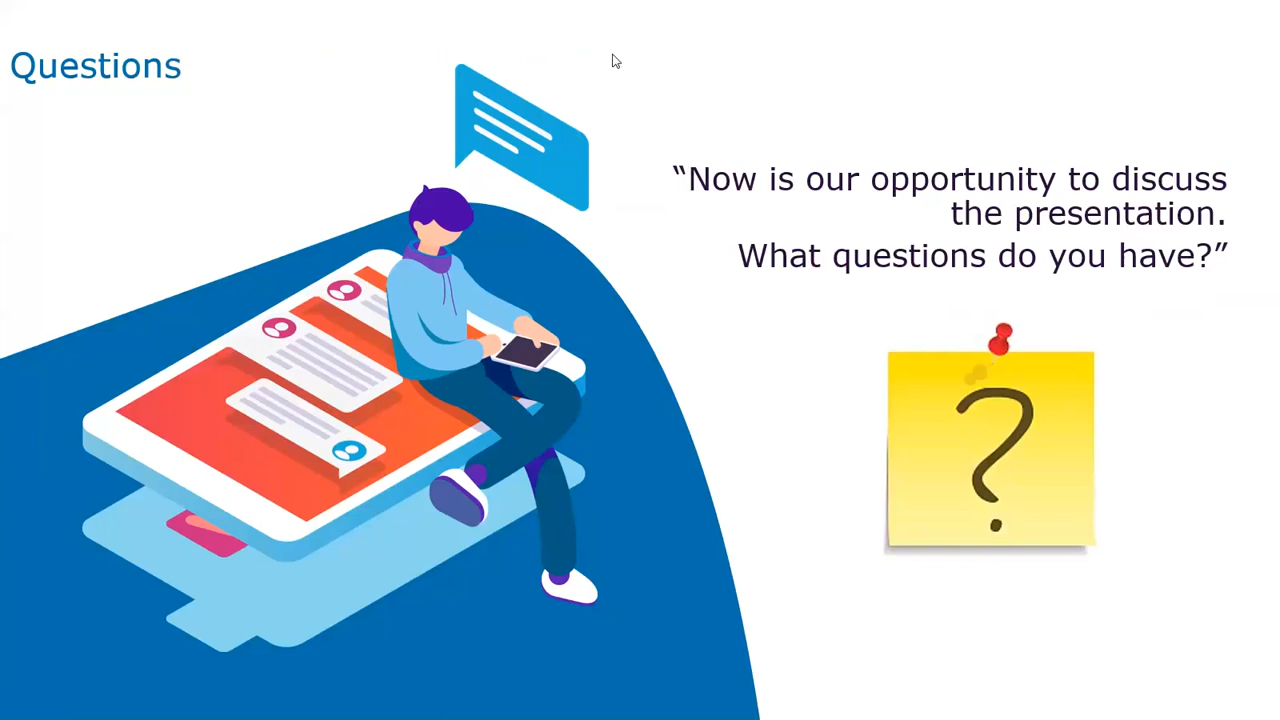 Questions
“Now is our opportunity to discuss
the presentation.
What questions do you have?”
?